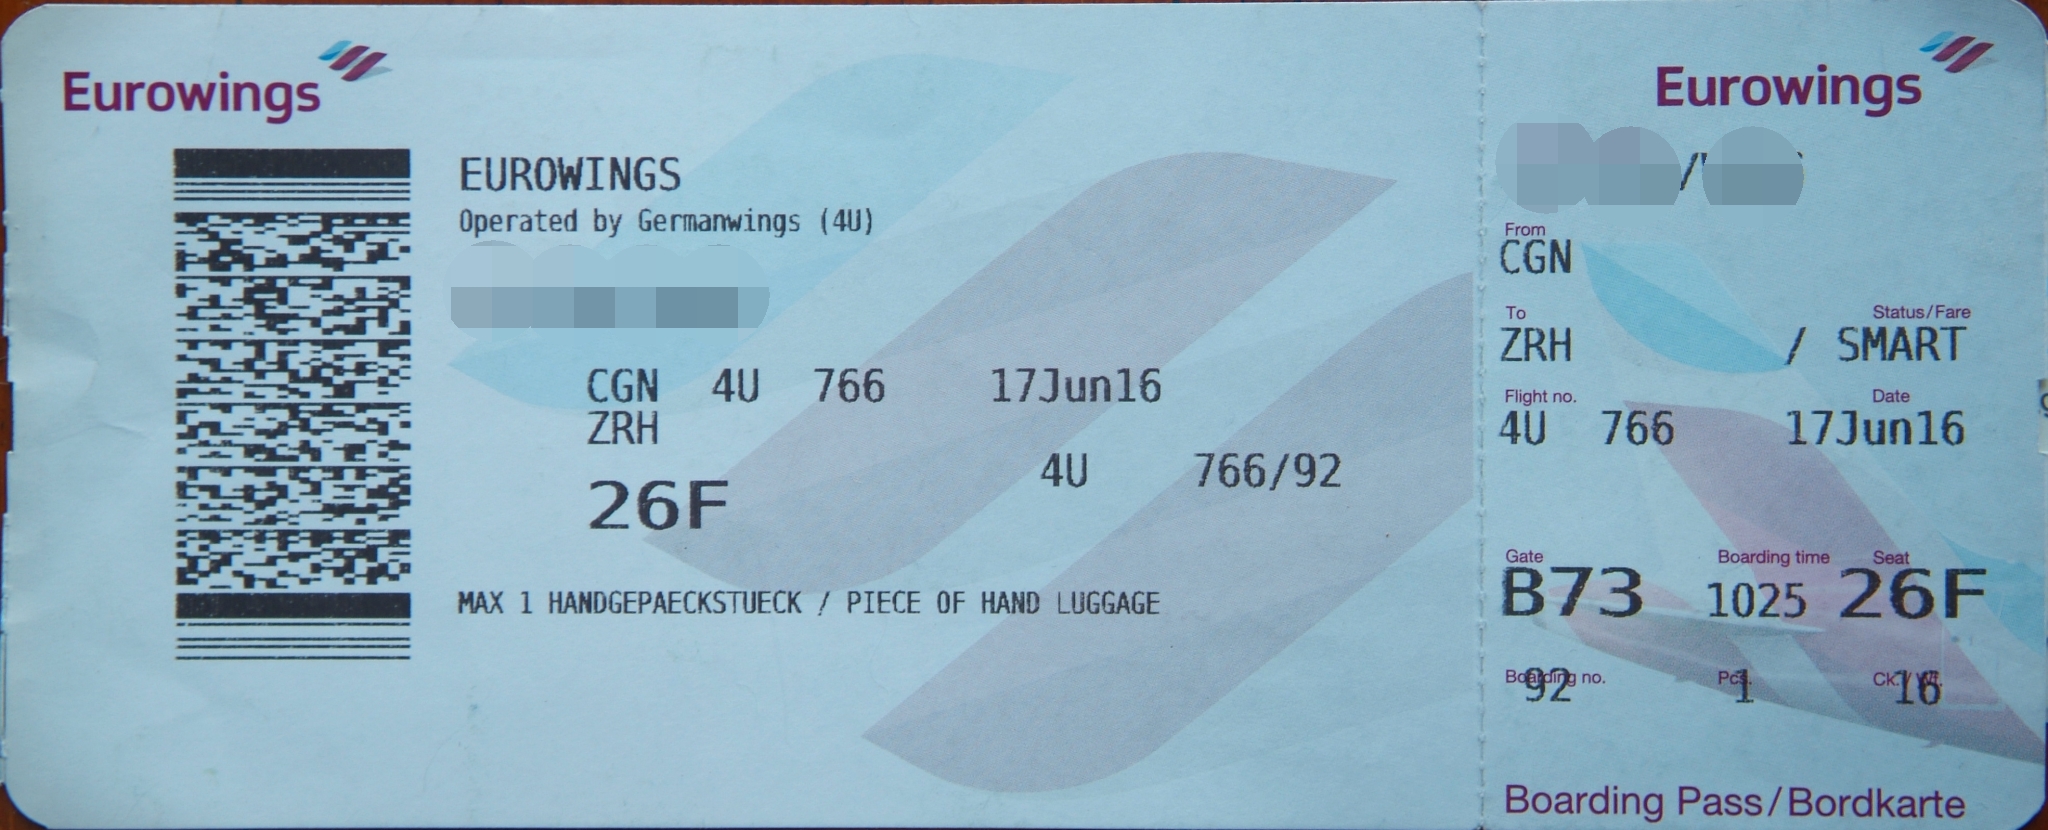 Eurowings
EUROWINGS
Operated by Germanwings (4U)
CGN 4U 766 17Jun16
ZRH
4U 766/92
26F
MAX 1 HANDGEPAECKSTUECK / PIECE OF HAND LUGGAGE
Eurowings
/
From
CGN
To Status/Fare
ZRH / SMART
Flight no. Date
4U 766 17Jun16
Gate Boarding time Seat
B73 1025 26F
Boarding no. Pcs. Ck./Wt.
92 1 16
Boarding Pass/Bordkarte